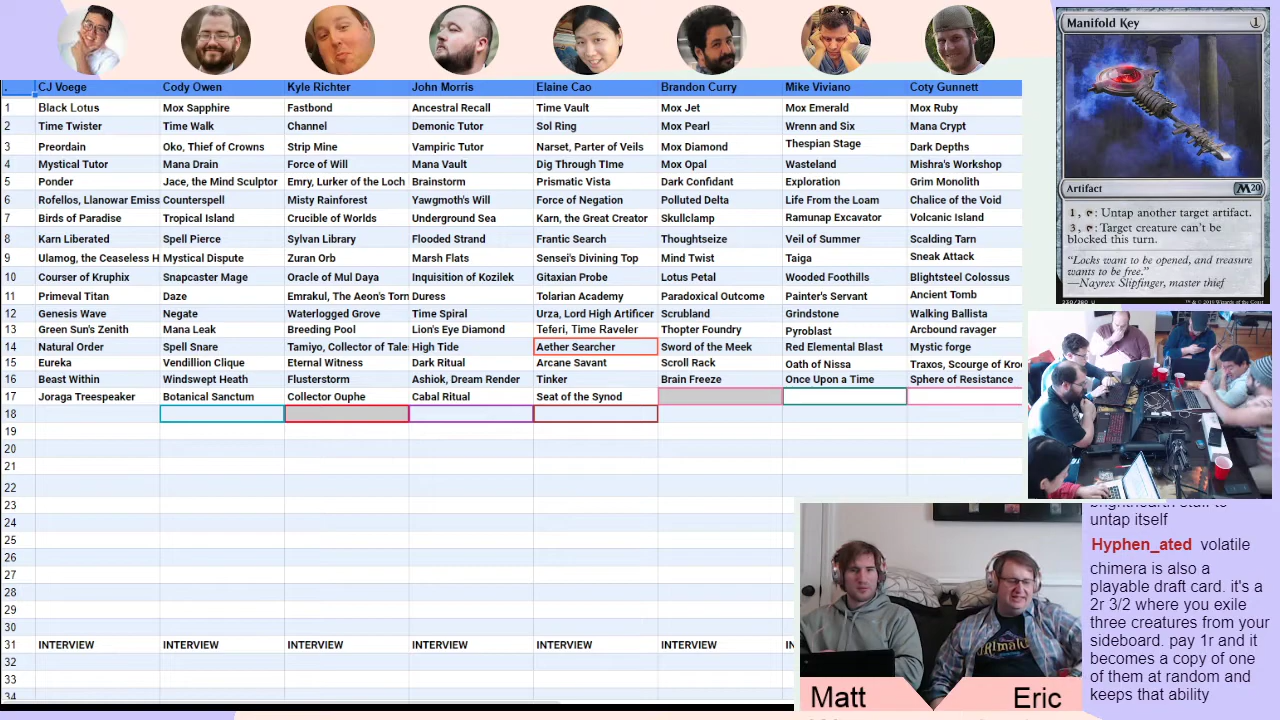 . CJ Voege Cody Owen Kyle Richter John Morris Elaine Cao Brandon Curry Mike Viviano Coty Gunnett
1 Black Lotus Mox Sapphire Fastbond Ancestral Recall Time Vault Mox Jet Mox Emerald Mox Ruby
2 Time Twister Time Walk Channel Demonic Tutor Sol Ring Mox Pearl Wrenn and Six Mana Crypt
3 Preordain Oko, Thief of Crowns Strip Mine Vampiric Tutor Narset, Parter of Veils Mox Diamond Thespian Stage Dark Depths
4 Mystical Tutor Mana Drain Force of Will Mana Vault Dig Through TIme Mox Opal Wasteland Mishra's Workshop
5 Ponder Jace, the Mind Sculptor Emry, Lurker of the Loch Brainstorm Prismatic Vista Dark Confidant Exploration Grim Monolith
6 Rofellos, Llanowar Emiss Counterspell Misty Rainforest Yawgmoth's Will Force of Negation Polluted Delta Life From the Loam Chalice of the Void
7 Birds of Paradise Tropical Island Crucible of Worlds Underground Sea Karn, the Great Creator Skullclamp Ramunap Excavator Volcanic Island
8 Karn Liberated Spell Pierce Sylvan Library Flooded Strand Frantic Search Thoughtseize Veil of Summer Scalding Tarn
9 Ulamog, the Ceaseless H Mystical Dispute Zuran Orb Marsh Flats Sensei's Divining Top Mind Twist Taiga Sneak Attack
10 Courser of Kruphix Snapcaster Mage Oracle of Mul Daya Inquisition of Kozilek Gitaxian Probe Lotus Petal Wooded Foothills Blightsteel Colossus
11 Primeval Titan Daze Emrakul, The Aeon's Torn Duress Tolarian Academy Paradoxical Outcome Painter's Servant Ancient Tomb
12 Genesis Wave Negate Waterlogged Grove Time Spiral Urza, Lord High Artificer Scrubland Grindstone Walking Ballista
13 Green Sun's Zenith Mana Leak Breeding Pool Lion's Eye Diamond Teferi, Time Raveler Thopter Foundry Pyroblast Arcbound ravager
14 Natural Order Spell Snare Tamiyo, Collector of Tale High Tide Aether Searcher Sword of the Meek Red Elemental Blast Mystic forge
15 Eureka Vendillion Clique Eternal Witness Dark Ritual Arcane Savant Scroll Rack Oath of Nissa Traxos, Scourge of Kro
16 Beast Within Windswept Heath Flusterstorm Ashiok, Dream Render Tinker Brain Freeze Once Upon a Time Sphere of Resistance
17 Joraga Treespeaker Botanical Sanctum Collector Ouphe Cabal Ritual Seat of the Synod
18
19
20
21
22
23
24
25
26
27
28
29
30
31 INTERVIEW INTERVIEW INTERVIEW INTERVIEW INTERVIEW INTERVIEW IN
32
33
34
Manifold Key 1
Artifact M20
1, : Untap another target artifact.
3, : Target creature can't be
blocked this turn.
"Locks want to be opened, and treasure
wants to be free."
—Nayrex Slipfinger, master thief
untap itself
Hyphen_ated volatile
chimera is also a
playable draft card. it's a
2r 3/2 where you exile
three creatures from your
sideboard. pay 1r and it
becomes a copy of one
of them at random and
keeps that ability
Matt Eric